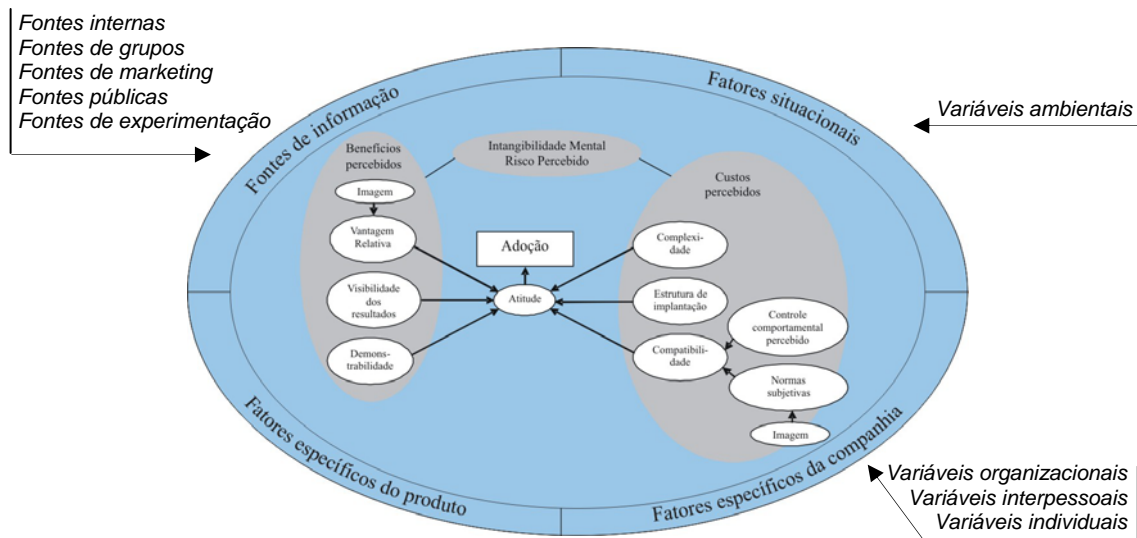 Fontes internas
Fontes de grupos
Fontes de marketing
Fontes públicas
Fontes de experimentação
Fontes de informação
Fatores situacionais
Variáveis ambientais
Benefícios
percebidos
Imagem
Vantagem
Relativa
Visibilidade
dos
resultados
Demons-
trabilidade
Intangibilidade Mental
Risco Percebido
Adoção
Atitude
Custos
percebidos
Complexi-
dade
Estrutura de
implantação
Compatibili-
dade
Controle
comportamental
percebido
Normas
subjetivas
Imagem
Fatores específicos do produto
Fatores específicos da companhia
Variáveis organizacionais
Variáveis interpessoais
Variáveis individuais